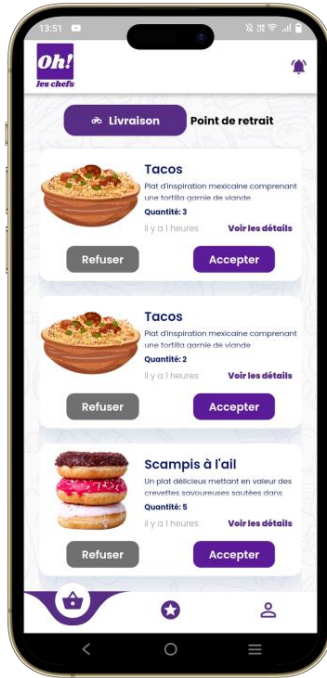 13:51
Oh!
les chefs
Livraison Point de retrait
Tacos
Plat d'inspiration mexicaine comprenant
une tortilla garnie de viande
Quantité: 3
il y a 1 heures Voir les détails
Refuser Accepter
Tacos
Plat d'inspiration mexicaine comprenant
une tortilla garnie de viande
Quantité: 2
il y a 1 heures Voir les détails
Refuser Accepter
Scampis à l'ail
Un plat délicieux mettant en valeur des
crevettes savoureuses sautées dans
Quantité: 5
il y a 1 heures Voir les détails
Refuser Accepter